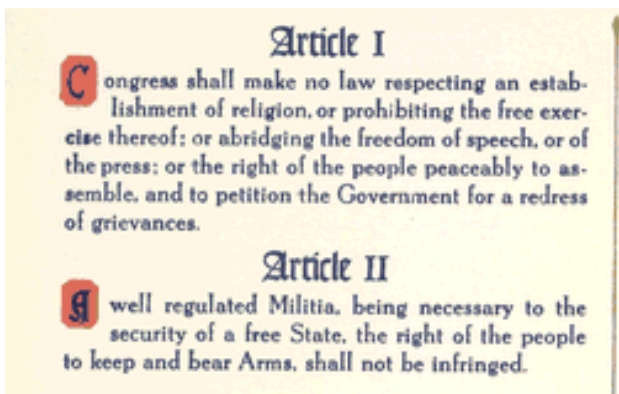 Article I
Congress shall make no law respecting an estab-
lishment of religion, or prohibiting the free exer-
cise thereof; or abridging the freedom of speech, or of
the press; or the right of the people peaceably to as-
semble, and to petition the Government for a redress
of grievances.
Article II
A well regulated Militia, being necessary to the
security of a free State, the right of the people
to keep and bear Arms, shall not be infringed.